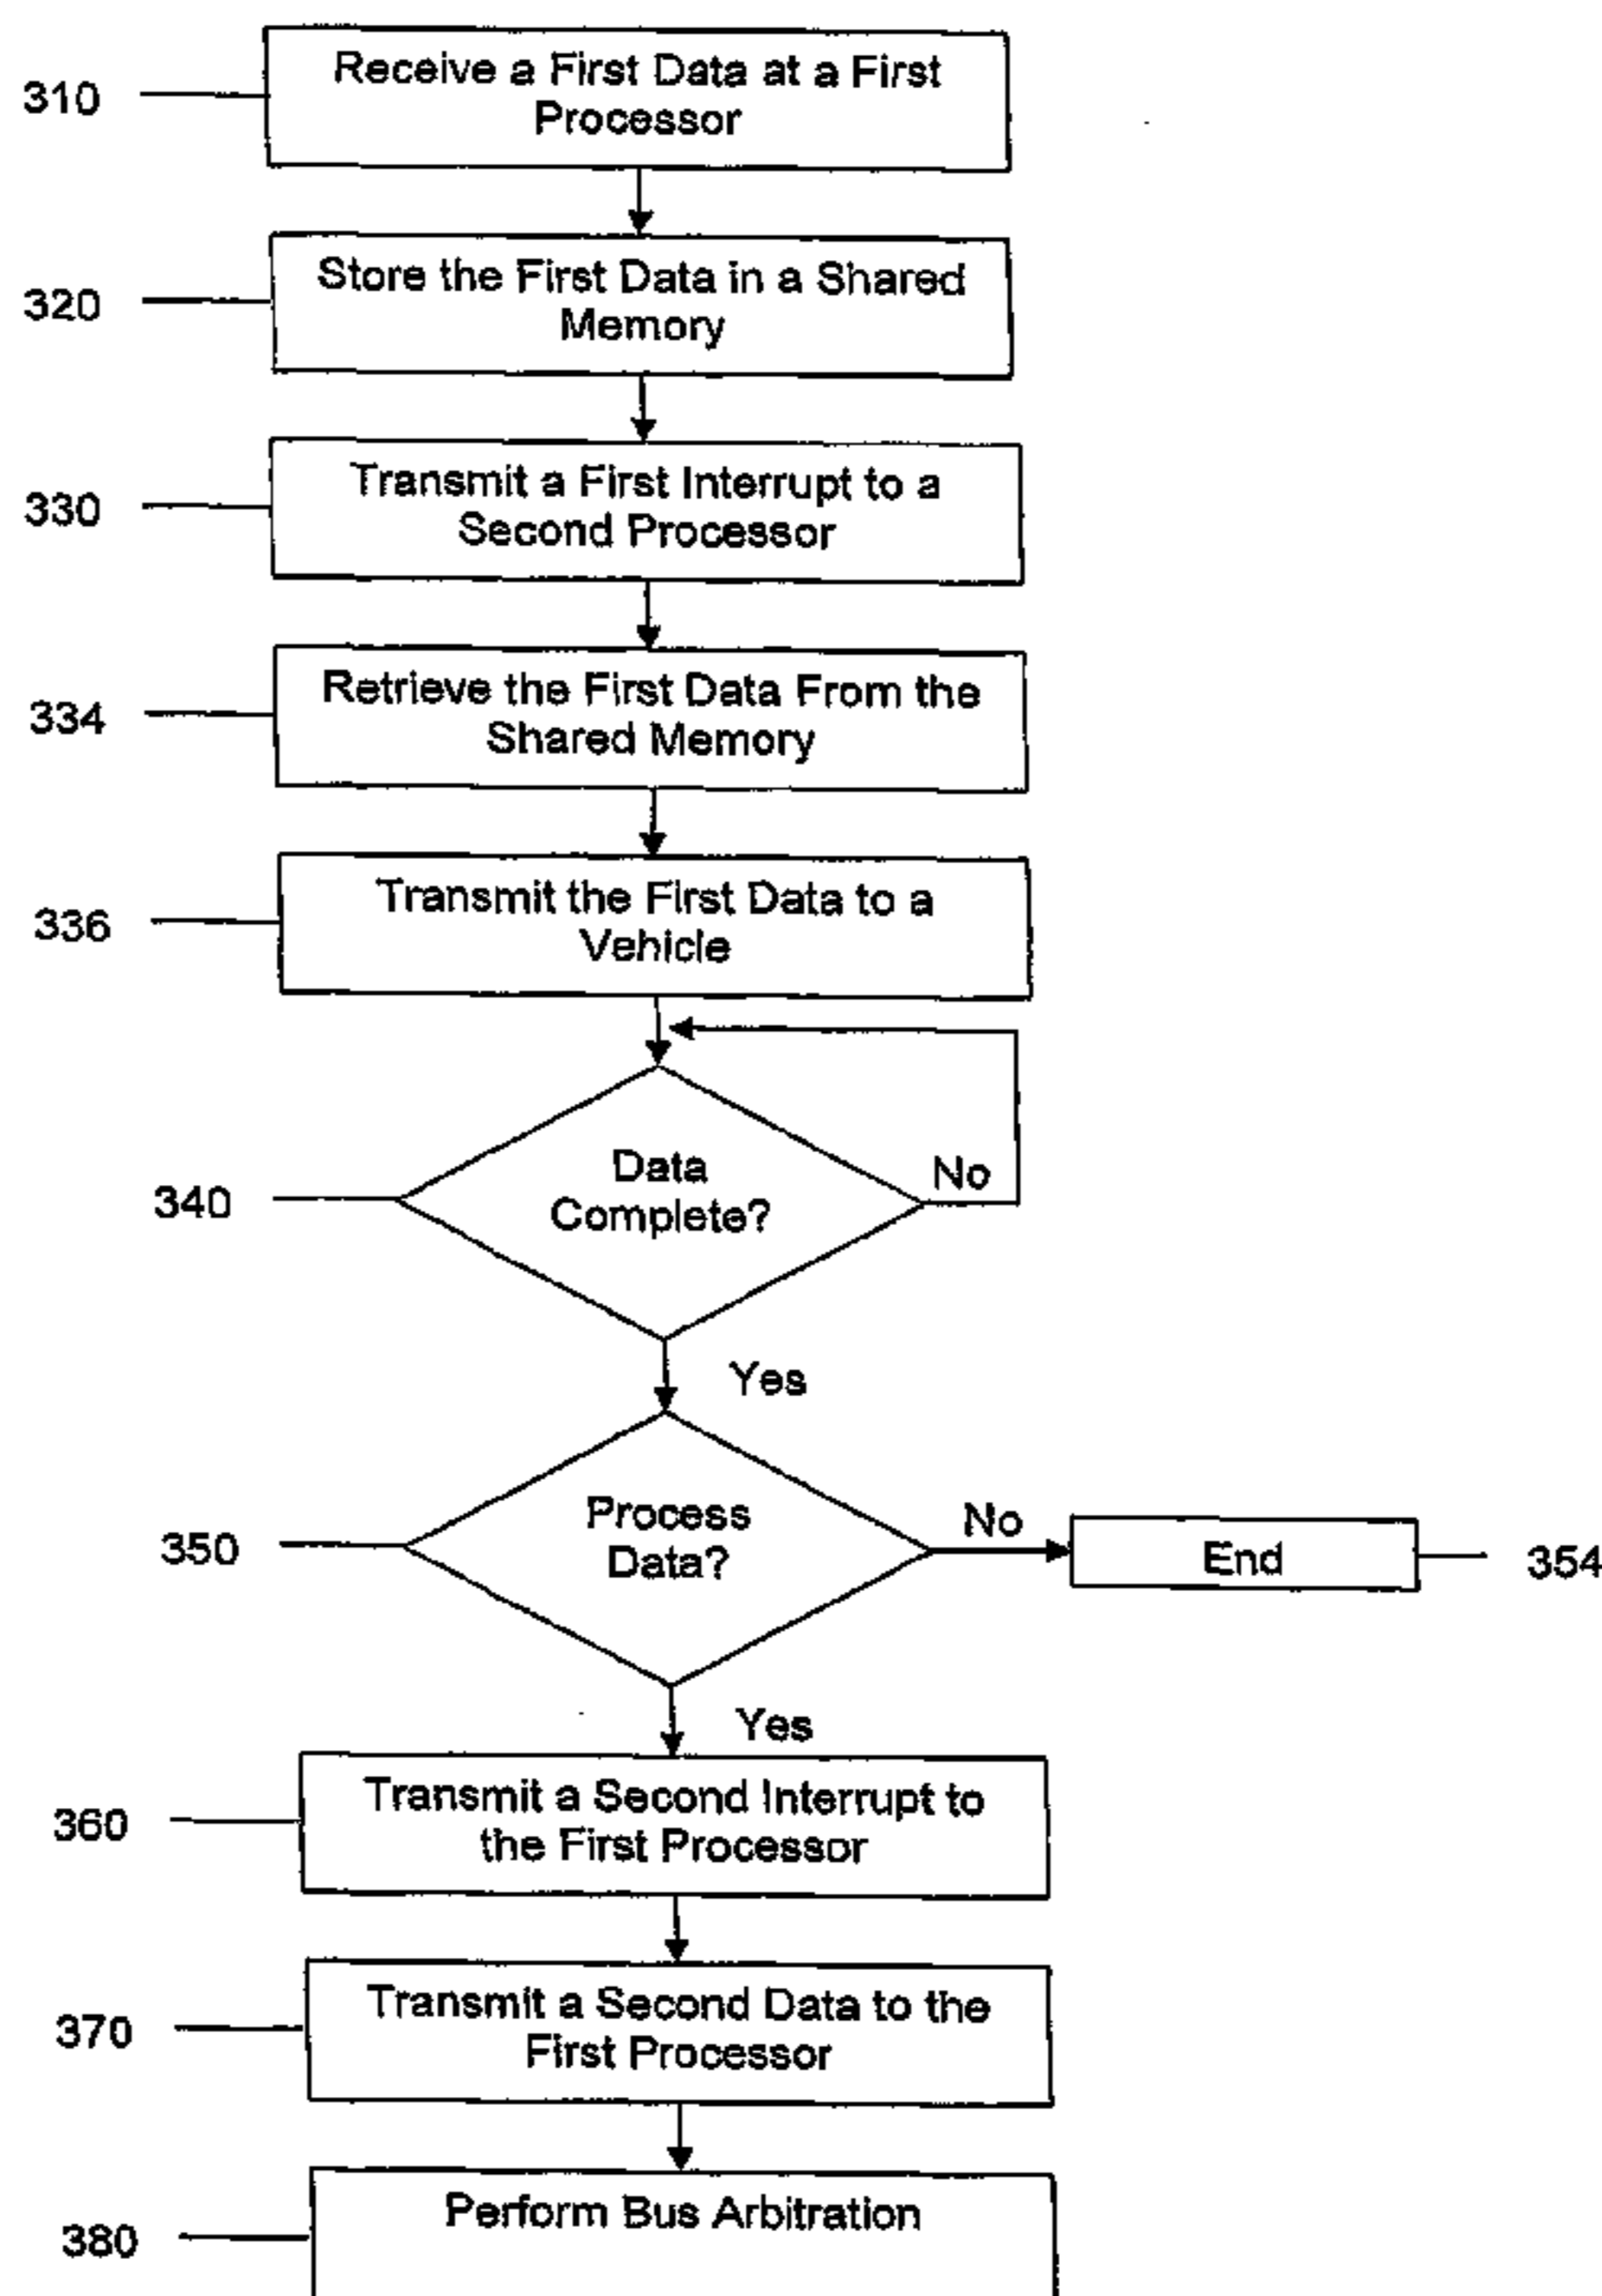 310
Receive a First Data at a First
Processor
320
Store the First Data in a Shared
Memory
330
Transmit a First Interrupt to a
Second Processor
334
Retrieve the First Data From the
Shared Memory
336
Transmit the First Data to a
Vehicle
340
Data
Complete?
No
Yes
350
Process
Data?
No
End
354
Yes
360
Transmit a Second Interrupt to
the First Processor
370
Transmit a Second Data to the
First Processor
380
Perform Bus Arbitration